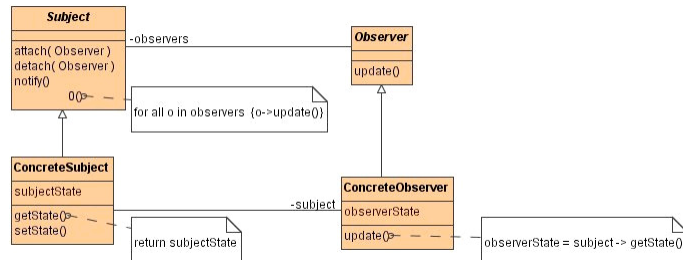 Subject
attach( Observer )
detach( Observer )
notify()
0()
-observers
Observer
update()
for all o in observers {o->update()}
ConcreteSubject
subjectState
getState()
setState()
-subject
return subjectState
ConcreteObserver
observerState
update()
observerState = subject -> getState()